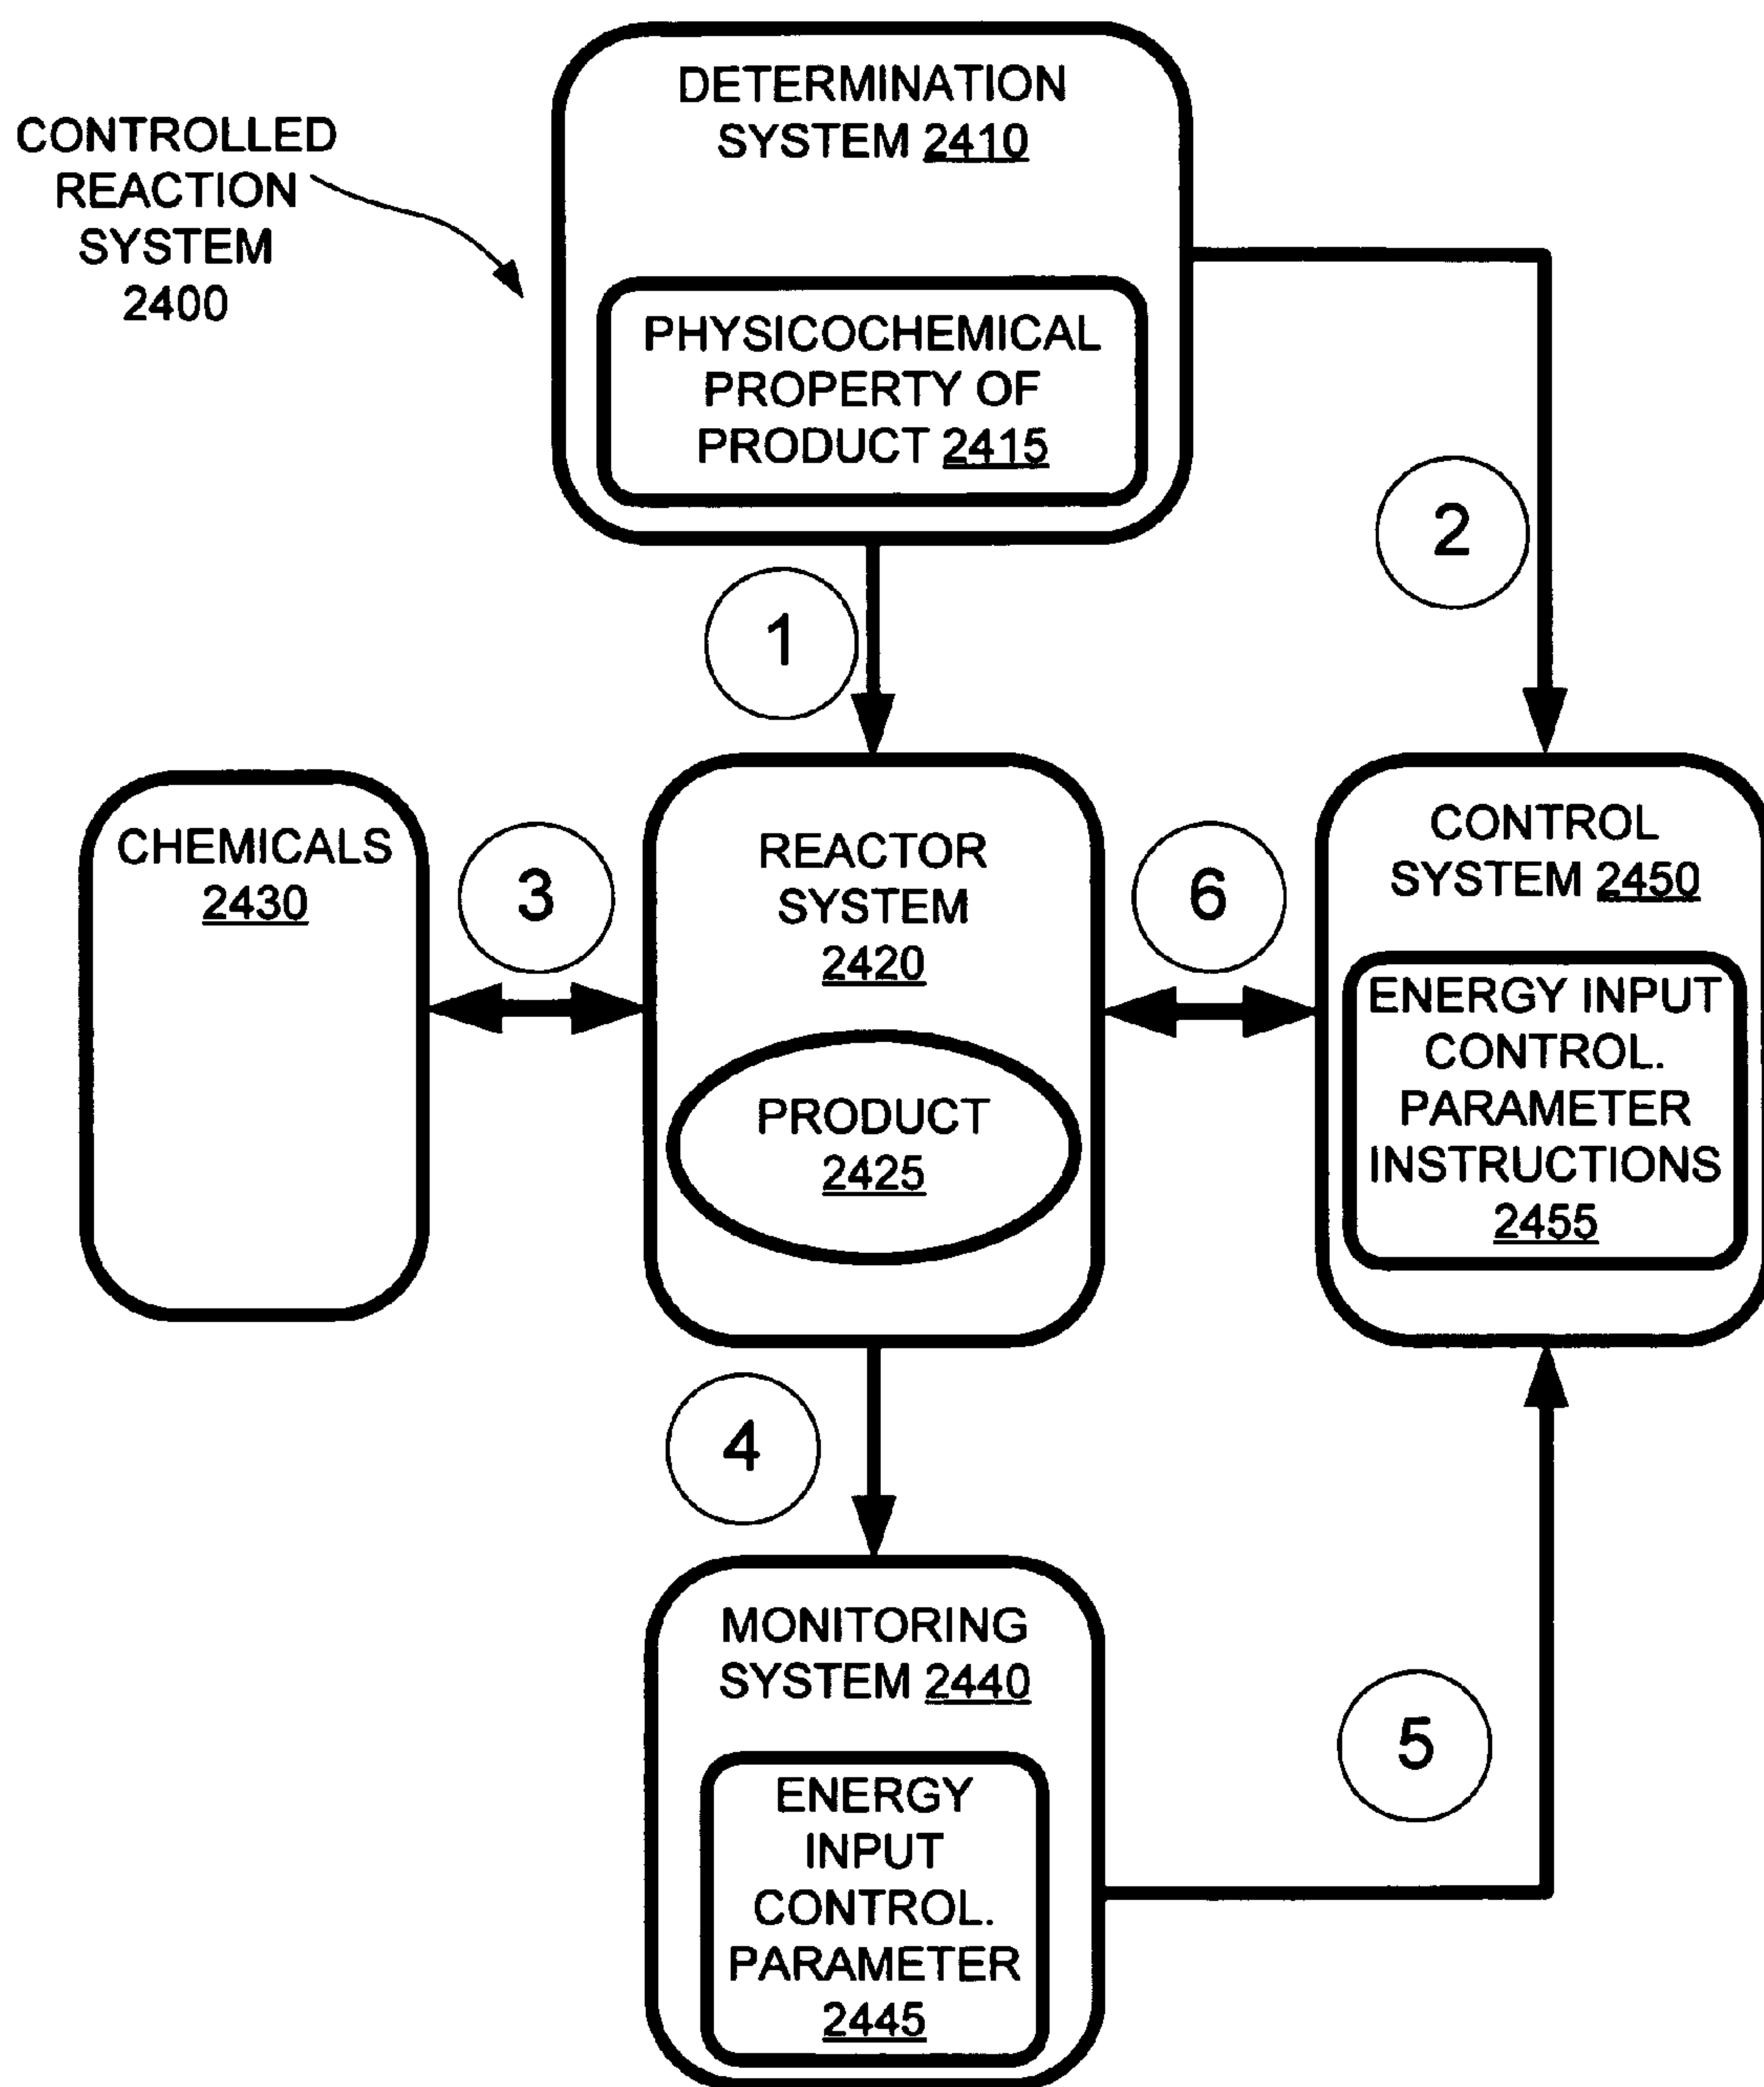 CONTROLLED
REACTION
SYSTEM
2400
DETERMINATION
SYSTEM 2410
PHYSICOCHEMICAL
PROPERTY OF
PRODUCT 2415
1
2
CHEMICALS
2430
3
REACTOR
SYSTEM
2420
PRODUCT
2425
6
CONTROL
SYSTEM 2450
ENERGY INPUT
CONTROL.
PARAMETER
INSTRUCTIONS
2455
4
MONITORING
SYSTEM 2440
ENERGY
INPUT
CONTROL.
PARAMETER
2445
5